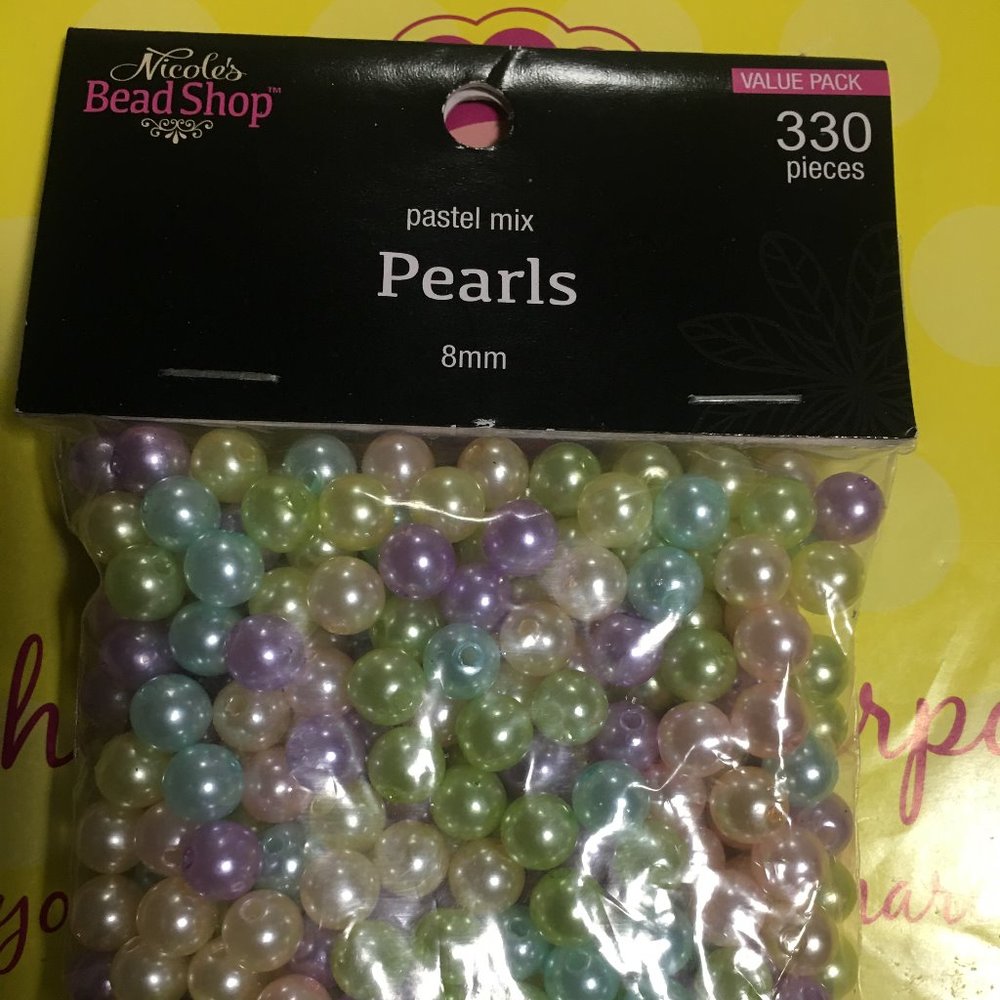 Nicole's
Bead Shop™
VALUE PACK
330
pieces
pastel mix
Pearls
8mm